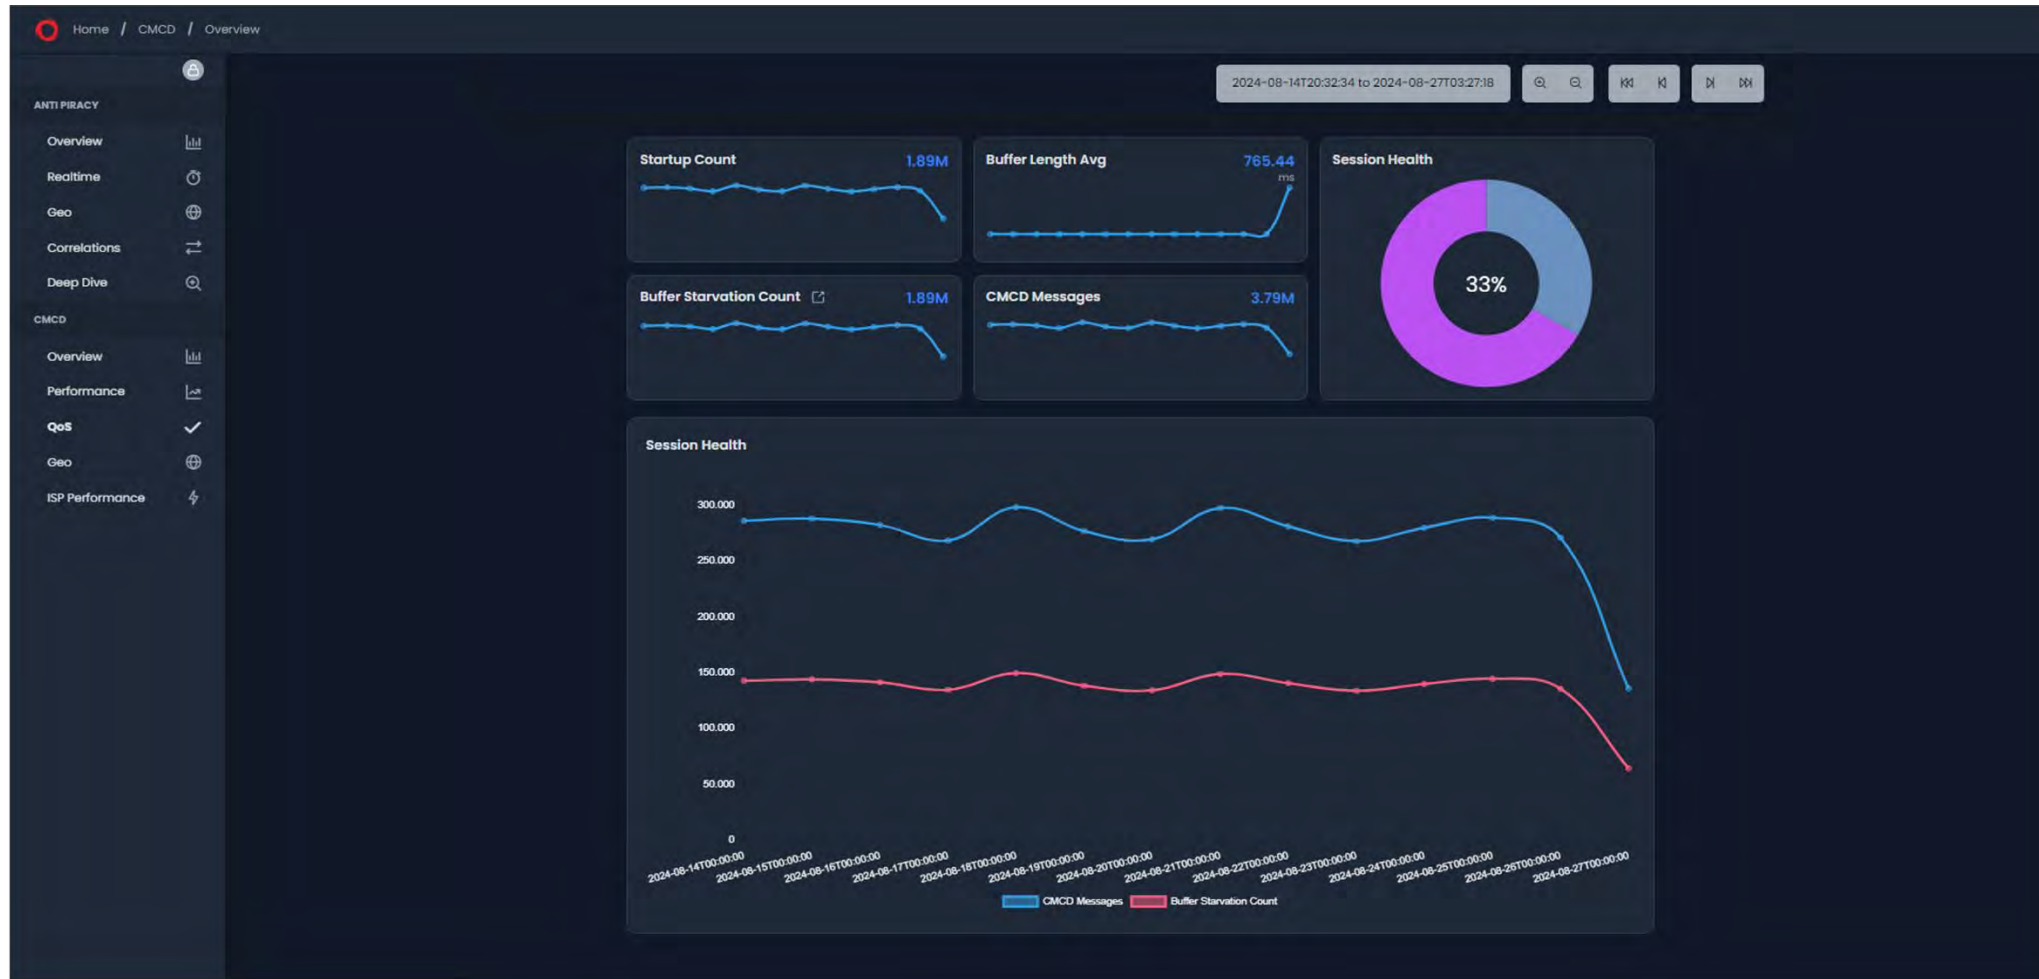 Home / CMCD / Overview
2024-08-14T20:32:34 to 2024-08-27T03:27:18
ANTI PIRACY
Overview
Realtime
Geo
Correlations
Deep Dive
CMCD
Overview
Performance
QoS
Geo
ISP Performance
Startup Count 1.89M
Buffer Length Avg 765.44
ms
Session Health
33%
Buffer Starvation Count 1.89M
CMCD Messages 3.79M
Session Health
300.000
250.000
200.000
150.000
100.000
50.000
0
2024-08-14T00:00:00
2024-08-15T00:00:00
2024-08-16T00:00:00
2024-08-17T00:00:00
2024-08-18T00:00:00
2024-08-19T00:00:00
2024-08-20T00:00:00
2024-08-21T00:00:00
2024-08-22T00:00:00
2024-08-23T00:00:00
2024-08-24T00:00:00
2024-08-25T00:00:00
2024-08-26T00:00:00
2024-08-27T00:00:00
CMCD Messages Buffer Starvation Count